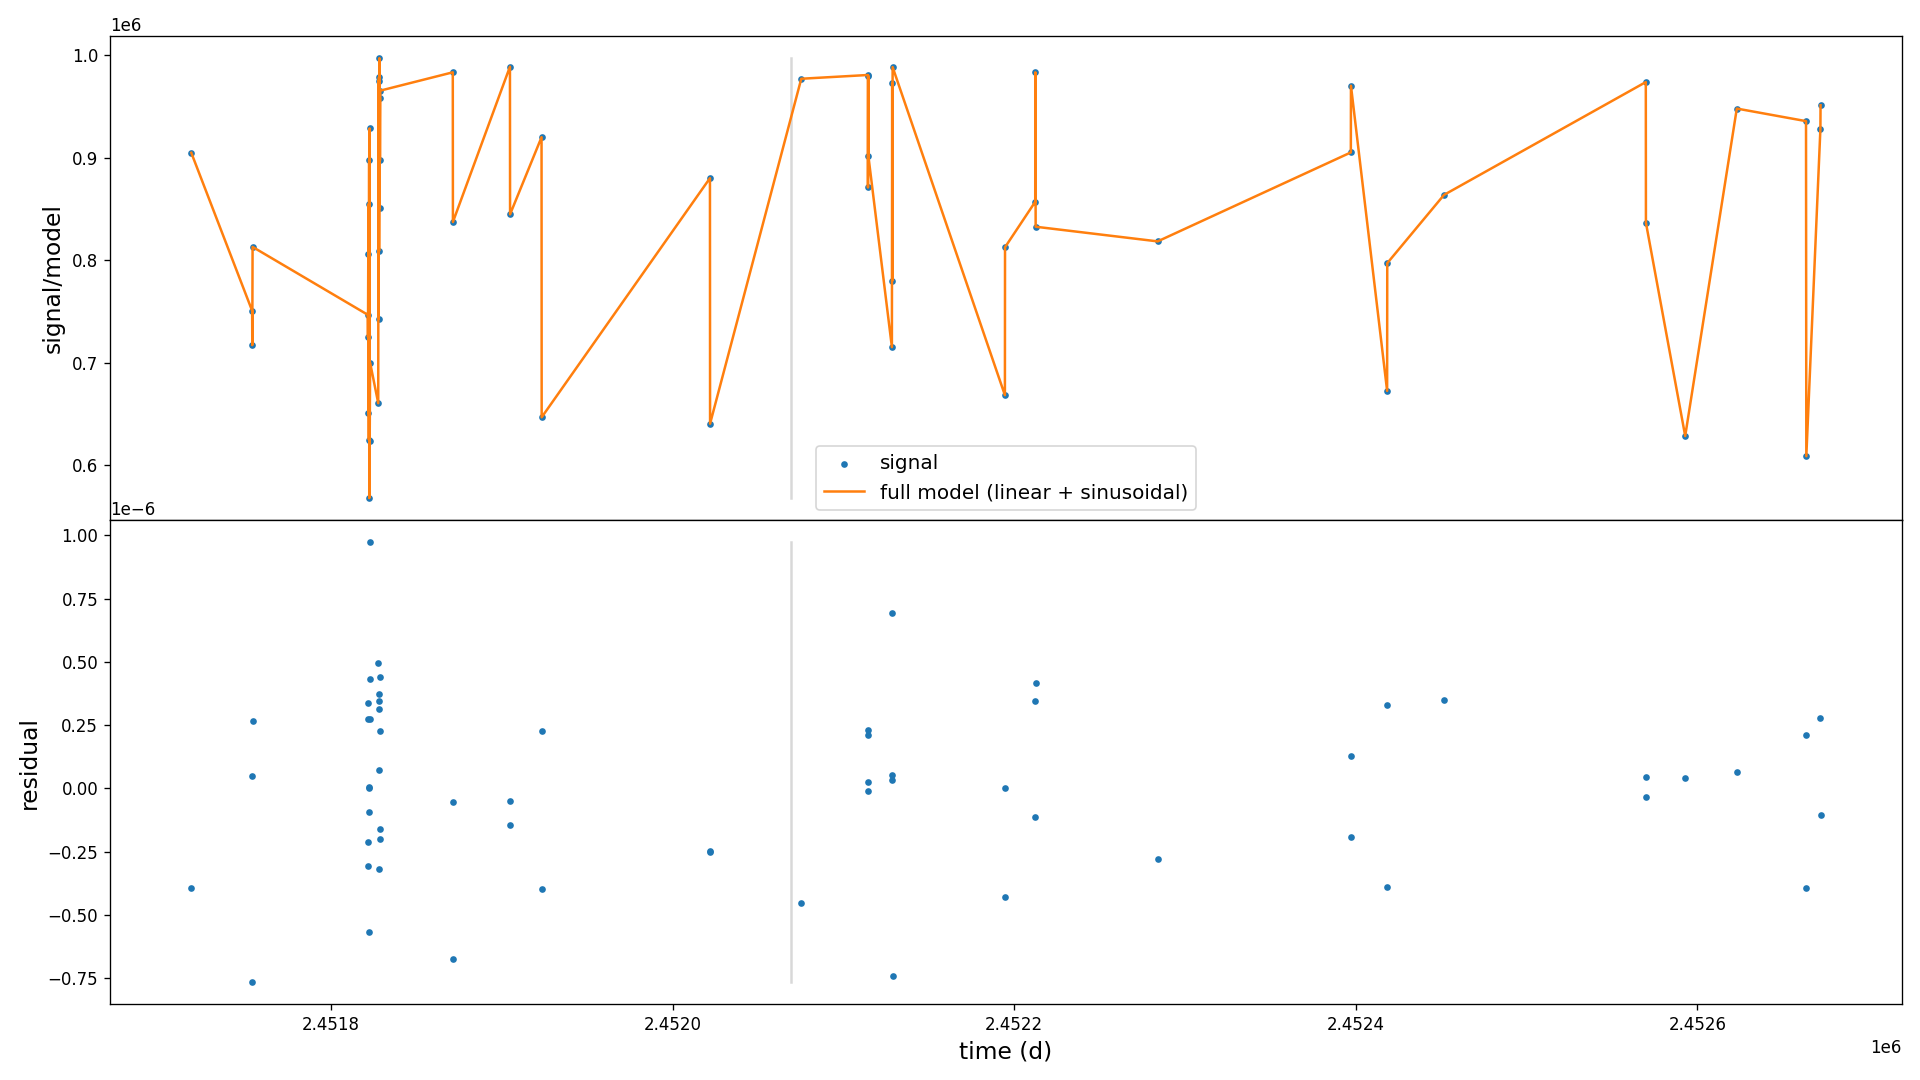 1e6
1.0
0.9
0.8
0.7
0.6
signal/model
signal
full model (linear + sinusoidal)
1e−6
1.00
0.75
0.50
0.25
0.00
−0.25
−0.50
−0.75
residual
2.4518
2.4520
2.4522
2.4524
2.4526
time (d)
1e6